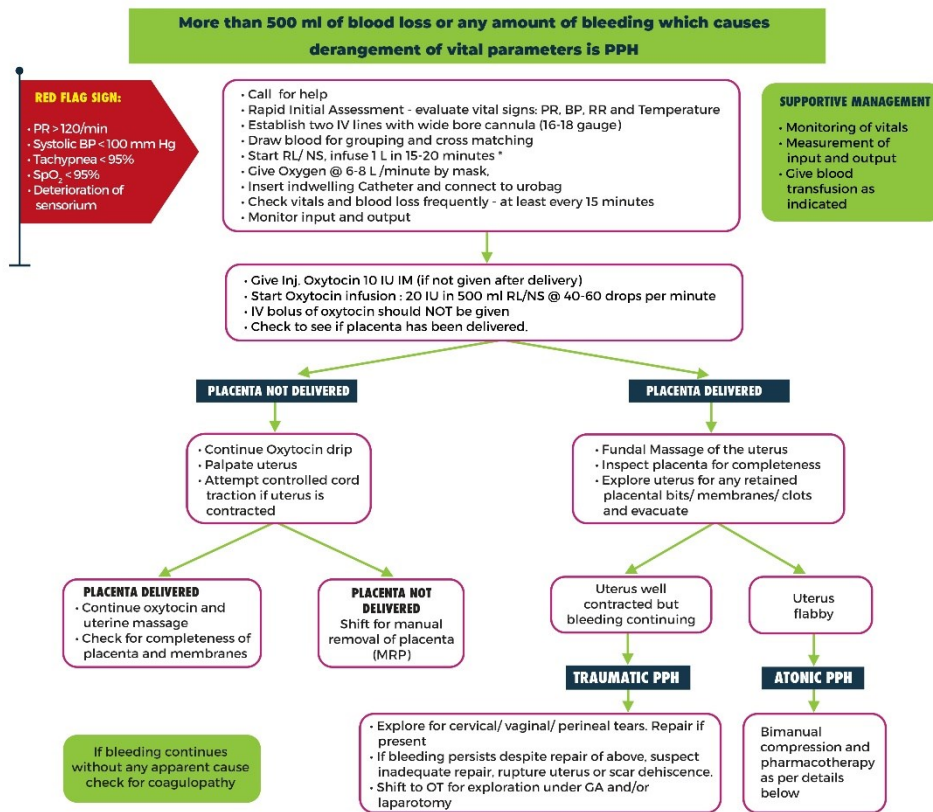 More than 500 ml of blood loss or any amount of bleeding which causes
derangement of vital parameters is PPH
RED FLAG SIGN:
• PR > 120/min
• Systolic BP < 100 mm Hg
• Tachypnea < 95%
• SpO₂ < 95%
• Deterioration of
sensorium
• Call for help
• Rapid Initial Assessment - evaluate vital signs: PR, BP, RR and Temperature
• Establish two IV lines with wide bore cannula (16-18 gauge)
• Draw blood for grouping and cross matching
• Start RL/ NS, infuse 1 L in 15-20 minutes *
• Give Oxygen @ 6-8 L /minute by mask,
• Insert indwelling Catheter and connect to urobag
• Check vitals and blood loss frequently - at least every 15 minutes
• Monitor input and output
SUPPORTIVE MANAGEMENT
• Monitoring of vitals
• Measurement of
input and output
• Give blood
transfusion as
indicated
• Give Inj. Oxytocin 10 IU IM (if not given after delivery)
• Start Oxytocin infusion : 20 IU in 500 ml RL/NS @ 40-60 drops per minute
• IV bolus of oxytocin should NOT be given
• Check to see if placenta has been delivered.
PLACENTA NOT DELIVERED
PLACENTA DELIVERED
• Continue Oxytocin drip
• Palpate uterus
• Attempt controlled cord
traction if uterus is
contracted
• Fundal Massage of the uterus
• Inspect placenta for completeness
• Explore uterus for any retained
placental bits/ membranes/ clots
and evacuate
PLACENTA DELIVERED
• Continue oxytocin and
uterine massage
• Check for completeness of
placenta and membranes
PLACENTA NOT
DELIVERED
Shift for manual
removal of placenta
(MRP)
Uterus well
contracted but
bleeding continuing
Uterus
flabby
TRAUMATIC PPH
ATONIC PPH
• Explore for cervical/ vaginal/ perineal tears. Repair if
present
• If bleeding persists despite repair of above, suspect
inadequate repair, rupture uterus or scar dehiscence.
• Shift to OT for exploration under GA and/or
laparotomy
Bimanual
compression and
pharmacotherapy
as per details
below
If bleeding continues
without any apparent cause
check for coagulopathy